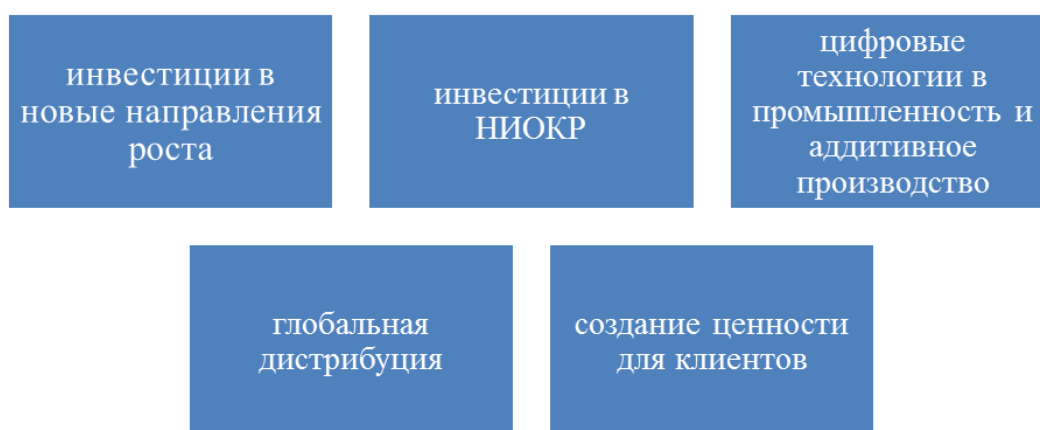 инвестиции в
новые направления
роста
инвестиции в
НИОКР
цифровые
технологии в
промышленность и
аддитивное
производство
глобальная
дистрибуция
создание ценности
для клиентов